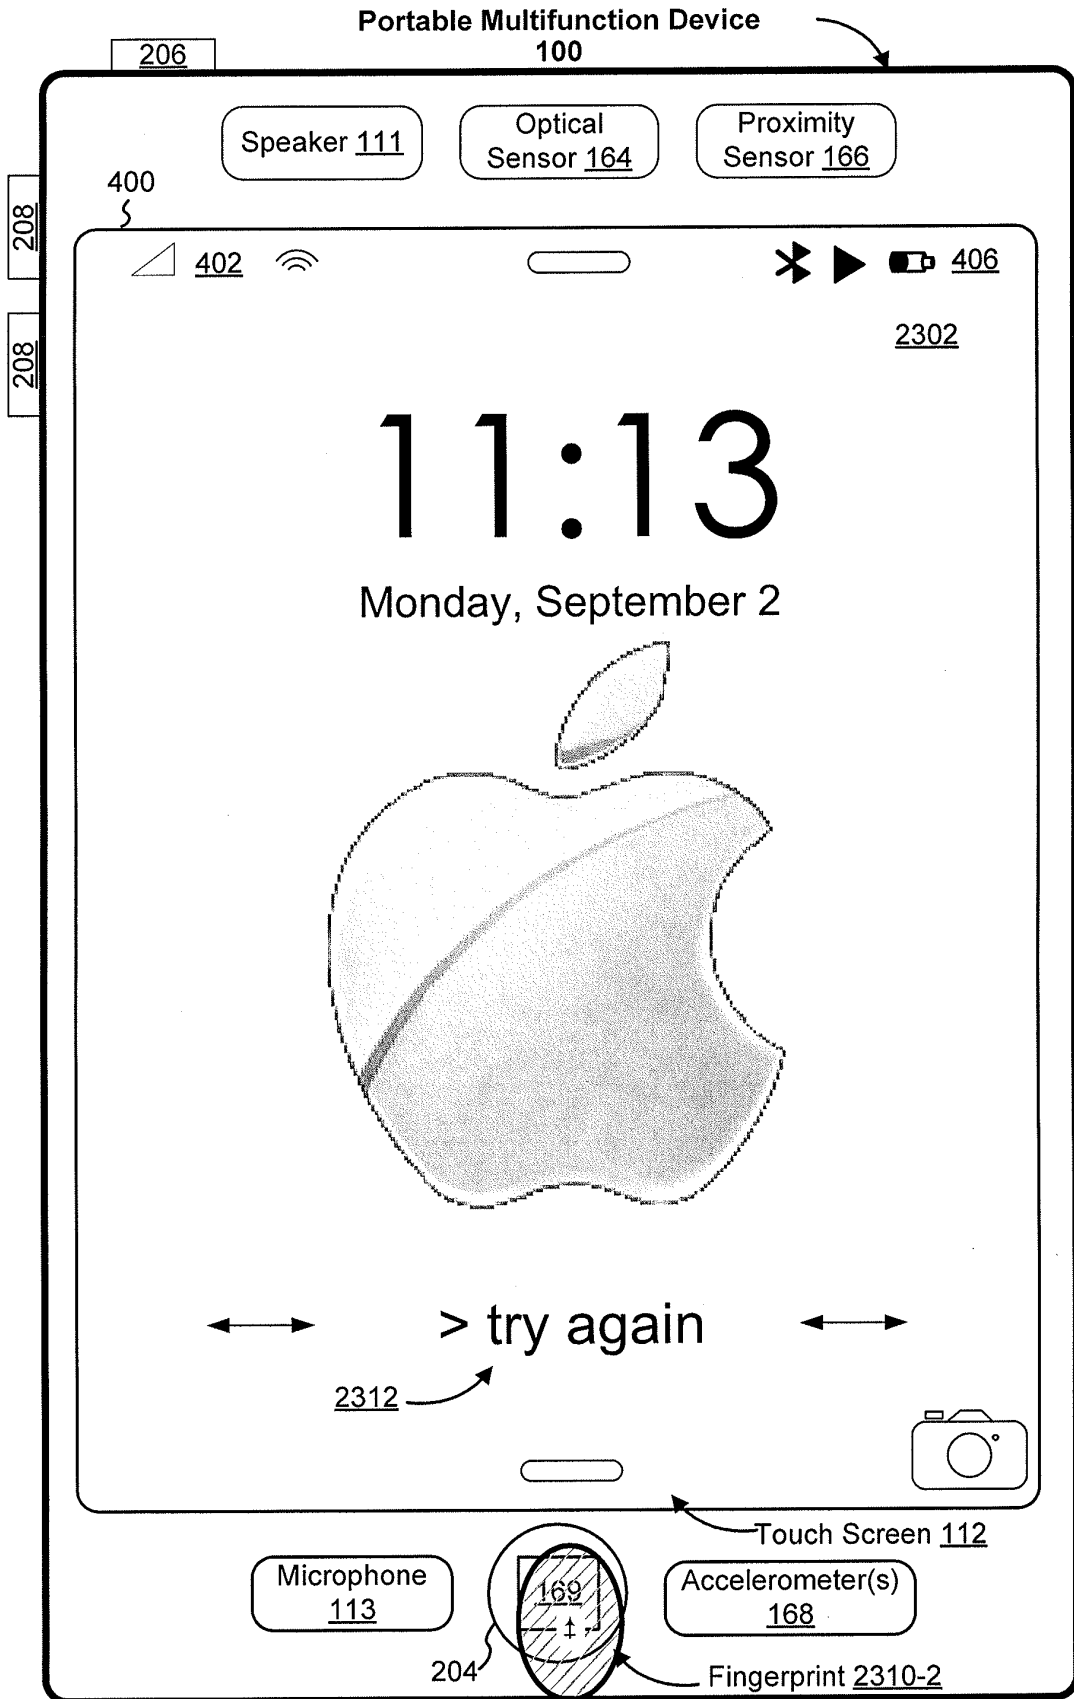 Portable Multifunction Device
100
206
Speaker 111
Optical
Sensor 164
Proximity
Sensor 166
400
208
402
406
2302
208
11:13
Monday, September 2
> try again
2312
Touch Screen 112
Microphone
113
169
Accelerometer(s)
168
204
Fingerprint 2310-2